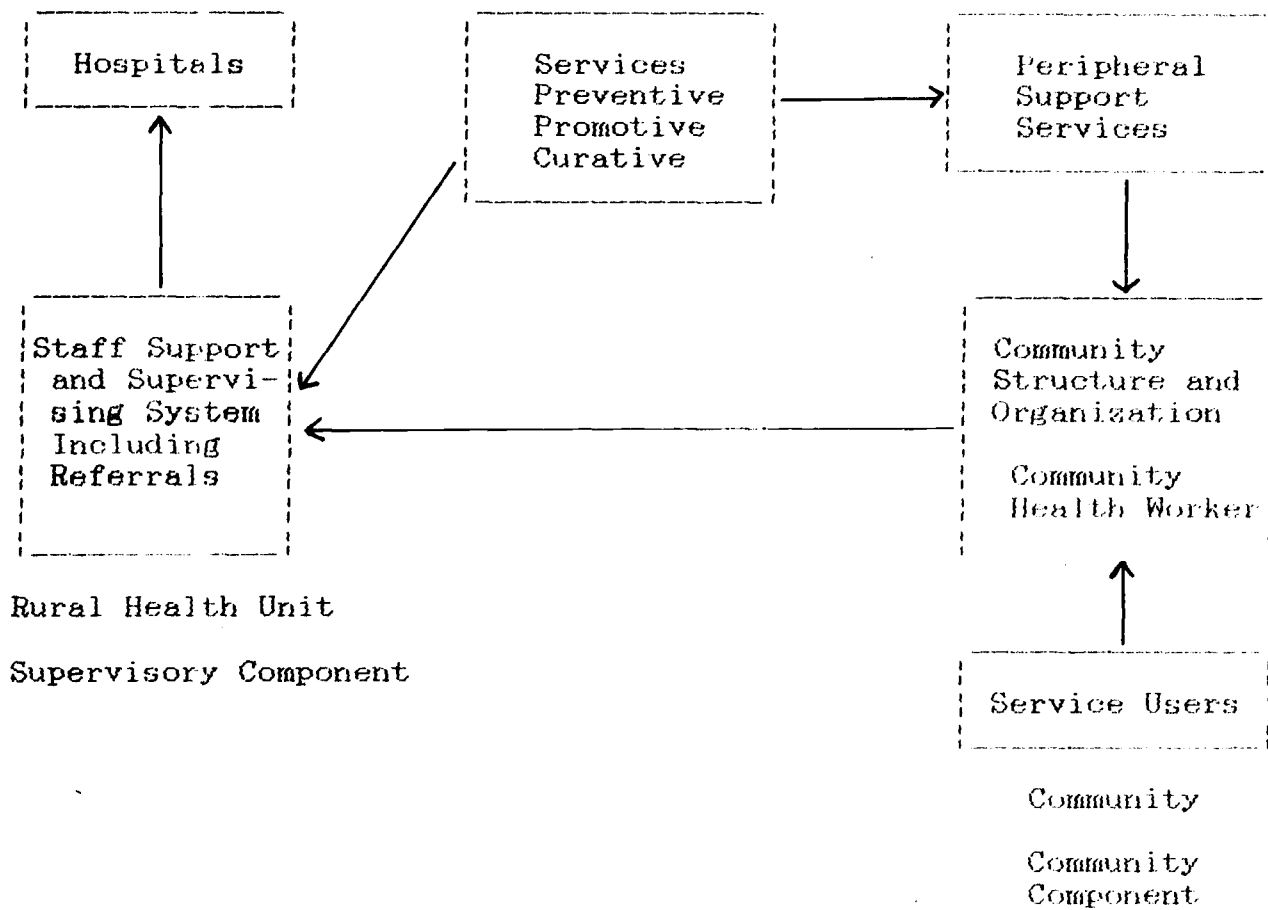 Hospitals
Services
Preventive
Promotive
Curative
Peripheral
Support
Services
Staff Support
and Supervi-
sing System
Including
Referrals
Community
Structure and
Organization
Community
Health Worker
Rural Health Unit
Supervisory Component
Service Users
Community
Community
Component